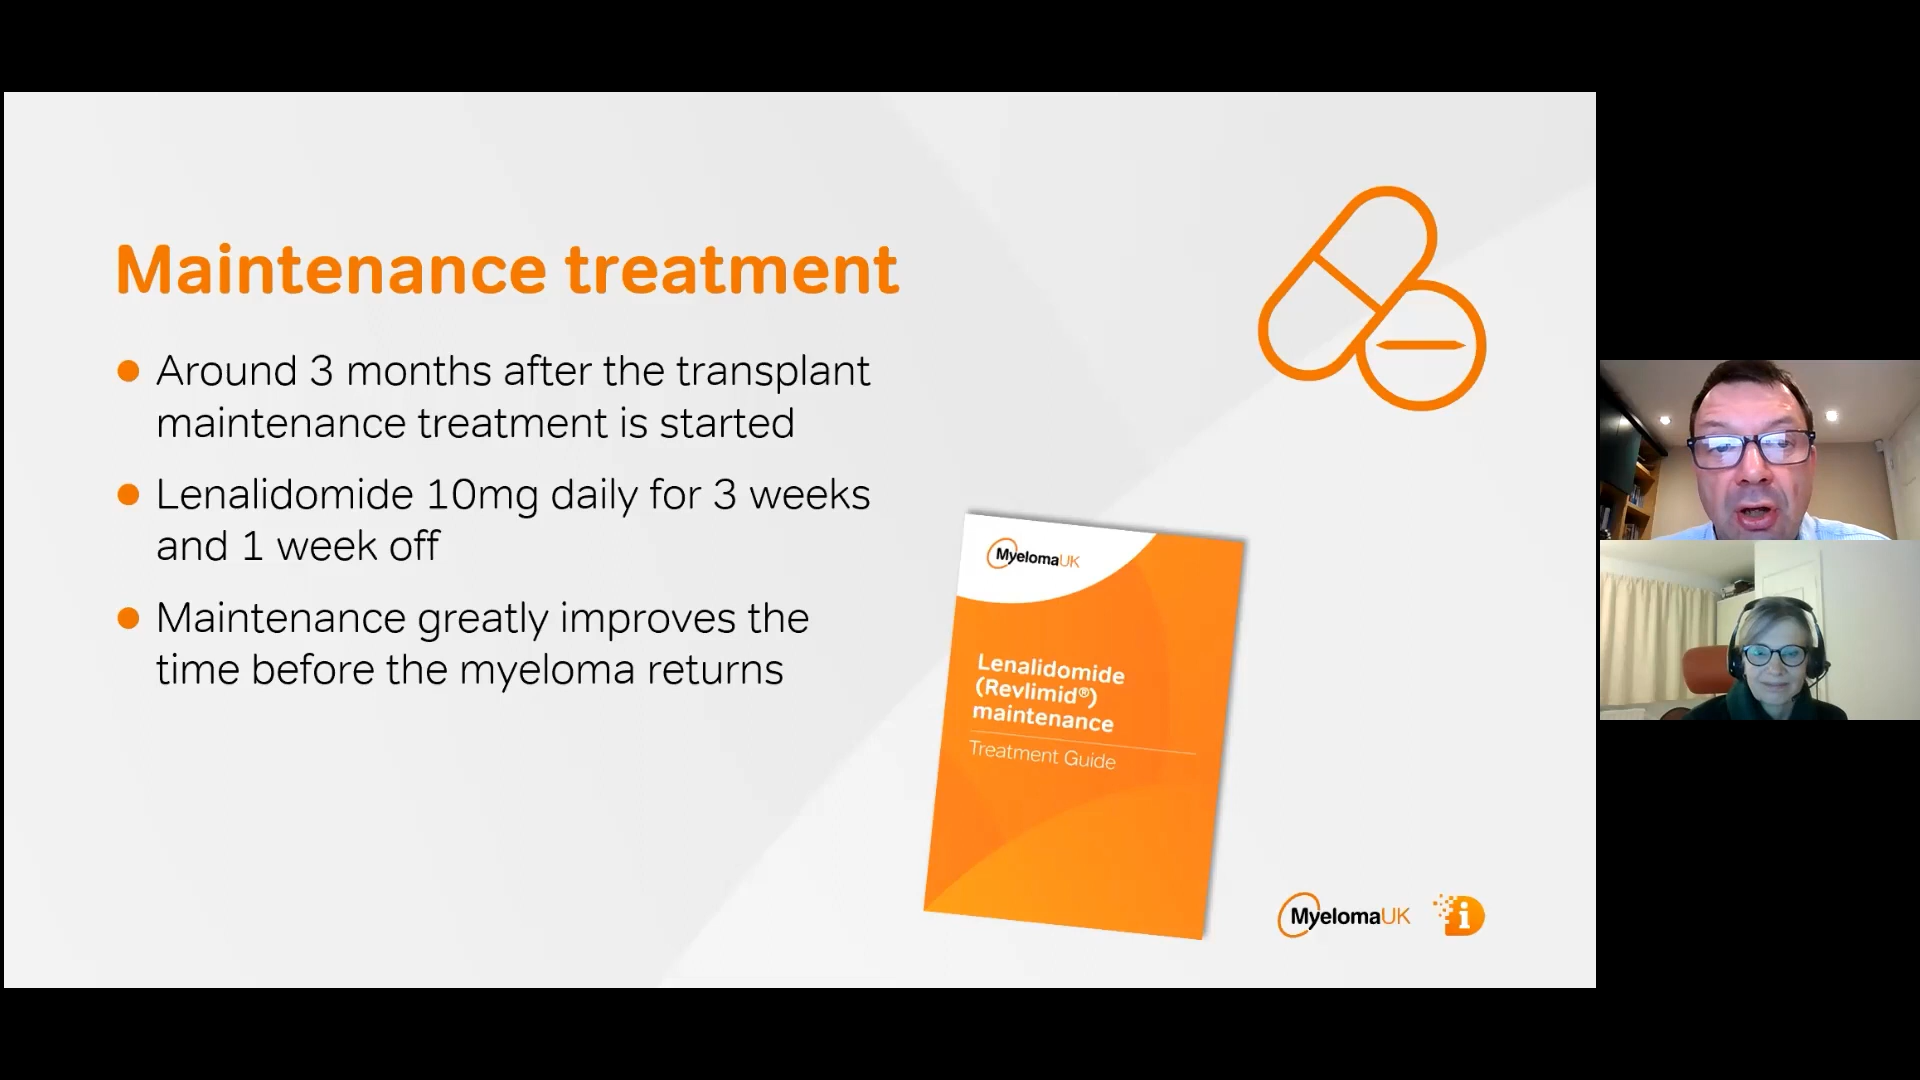 Maintenance treatment
Around 3 months after the transplant
maintenance treatment is started
Lenalidomide 10mg daily for 3 weeks
and 1 week off
Maintenance greatly improves the
time before the myeloma returns
MyelomaUK
Lenalidomide
(Revlimid®)
maintenance
Treatment Guide
MyelomaUK
i